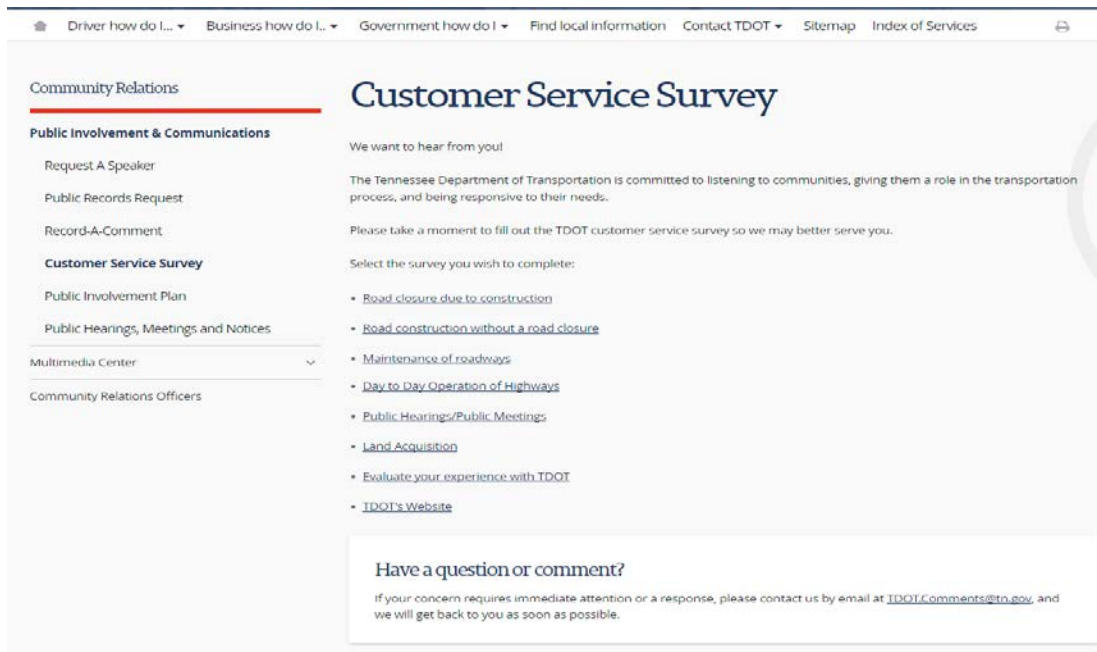 Driver how do I... Business how do I.. Government how do I Find local information Contact TDOT Sitemap Index of Services
Community Relations
Public Involvement & Communications
Request A Speaker
Public Records Request
Record-A-Comment
Customer Service Survey
Public Involvement Plan
Public Hearings, Meetings and Notices
Multimedia Center
Community Relations Officers
Customer Service Survey
We want to hear from you!
The Tennessee Department of Transportation is committed to listening to communities, giving them a role in the transportation
process, and being responsive to their needs.
Please take a moment to fill out the TDOT customer service survey so we may better serve you.
Select the survey you wish to complete:
• Road closure due to construction
• Road construction without a road closure
• Maintenance of roadways
• Day to Day Operation of Highways
• Public Hearings/Public Meetings
• Land Acquisition
• Evaluate your experience with TDOT
• TDOT's Website
Have a question or comment?
If your concern requires immediate attention or a response, please contact us by email at TDOT.Comments@tn.gov, and
we will get back to you as soon as possible.